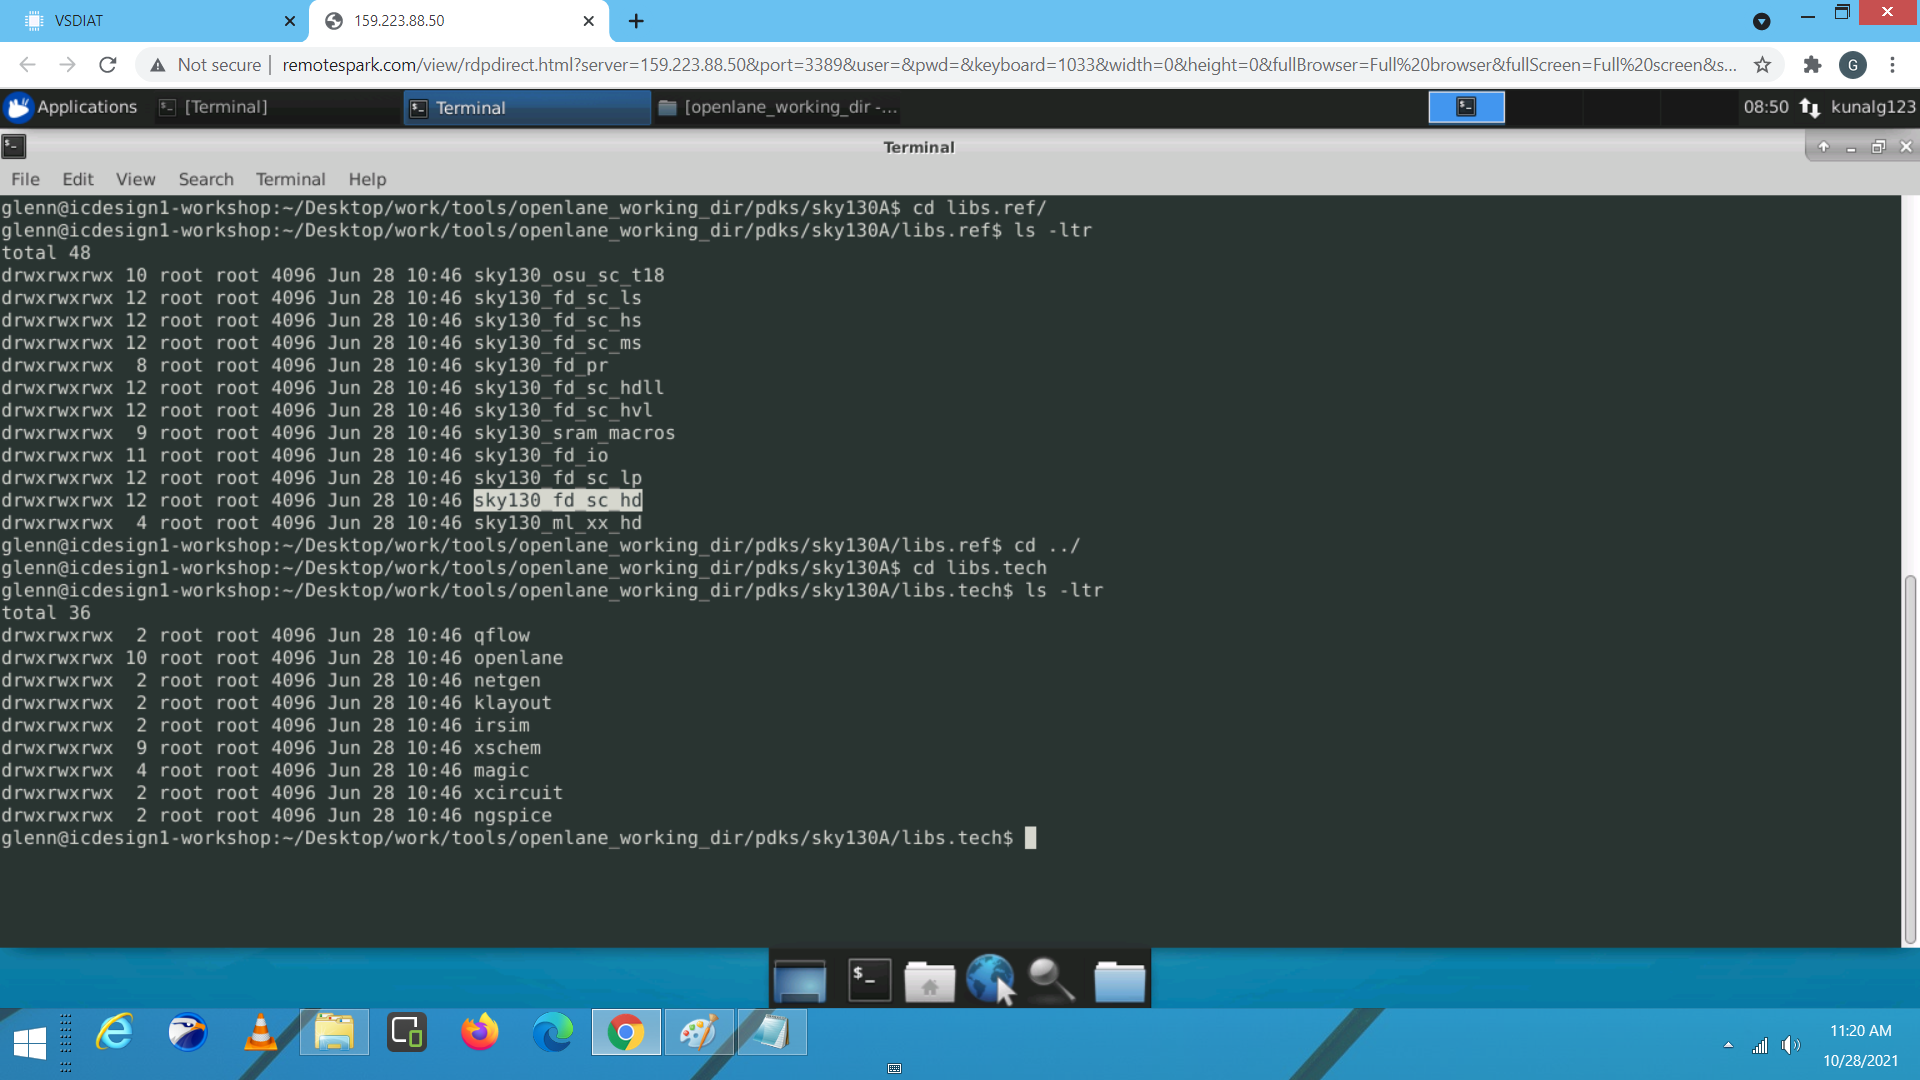 VSDIAT
159.223.88.50
Not secure | remotespark.com/view/rdpdirect.html?server=159.223.88.50&port=3389&user=&pwd=&keyboard=1033&width=0&height=0&fullBrowser=Full%20browser&fullScreen=Full%20screen&s...
G
Applications [Terminal] Terminal [openlane_working_dir -... 08:50 kunalg123
Terminal
File Edit View Search Terminal Help
glenn@icdesign1-workshop:~/Desktop/work/tools/openlane_working_dir/pdks/sky130A$ cd libs.ref/
glenn@icdesign1-workshop:~/Desktop/work/tools/openlane_working_dir/pdks/sky130A/libs.ref$ ls -ltr
total 48
drwxrwxrwx 10 root root 4096 Jun 28 10:46 sky130_osu_sc_t18
drwxrwxrwx 12 root root 4096 Jun 28 10:46 sky130_fd_sc_ls
drwxrwxrwx 12 root root 4096 Jun 28 10:46 sky130_fd_sc_hs
drwxrwxrwx 12 root root 4096 Jun 28 10:46 sky130_fd_sc_ms
drwxrwxrwx  8 root root 4096 Jun 28 10:46 sky130_fd_pr
drwxrwxrwx 12 root root 4096 Jun 28 10:46 sky130_fd_sc_hdll
drwxrwxrwx 12 root root 4096 Jun 28 10:46 sky130_fd_sc_hvl
drwxrwxrwx  9 root root 4096 Jun 28 10:46 sky130_sram_macros
drwxrwxrwx 11 root root 4096 Jun 28 10:46 sky130_fd_io
drwxrwxrwx 12 root root 4096 Jun 28 10:46 sky130_fd_sc_lp
drwxrwxrwx 12 root root 4096 Jun 28 10:46 sky130_fd_sc_hd
drwxrwxrwx  4 root root 4096 Jun 28 10:46 sky130_ml_xx_hd
glenn@icdesign1-workshop:~/Desktop/work/tools/openlane_working_dir/pdks/sky130A/libs.ref$ cd ../
glenn@icdesign1-workshop:~/Desktop/work/tools/openlane_working_dir/pdks/sky130A$ cd libs.tech
glenn@icdesign1-workshop:~/Desktop/work/tools/openlane_working_dir/pdks/sky130A/libs.tech$ ls -ltr
total 36
drwxrwxrwx  2 root root 4096 Jun 28 10:46 qflow
drwxrwxrwx 10 root root 4096 Jun 28 10:46 openlane
drwxrwxrwx  2 root root 4096 Jun 28 10:46 netgen
drwxrwxrwx  2 root root 4096 Jun 28 10:46 klayout
drwxrwxrwx  2 root root 4096 Jun 28 10:46 irsim
drwxrwxrwx  9 root root 4096 Jun 28 10:46 xschem
drwxrwxrwx  4 root root 4096 Jun 28 10:46 magic
drwxrwxrwx  2 root root 4096 Jun 28 10:46 xcircuit
drwxrwxrwx  2 root root 4096 Jun 28 10:46 ngspice
glenn@icdesign1-workshop:~/Desktop/work/tools/openlane_working_dir/pdks/sky130A/libs.tech$
11:20 AM
10/28/2021